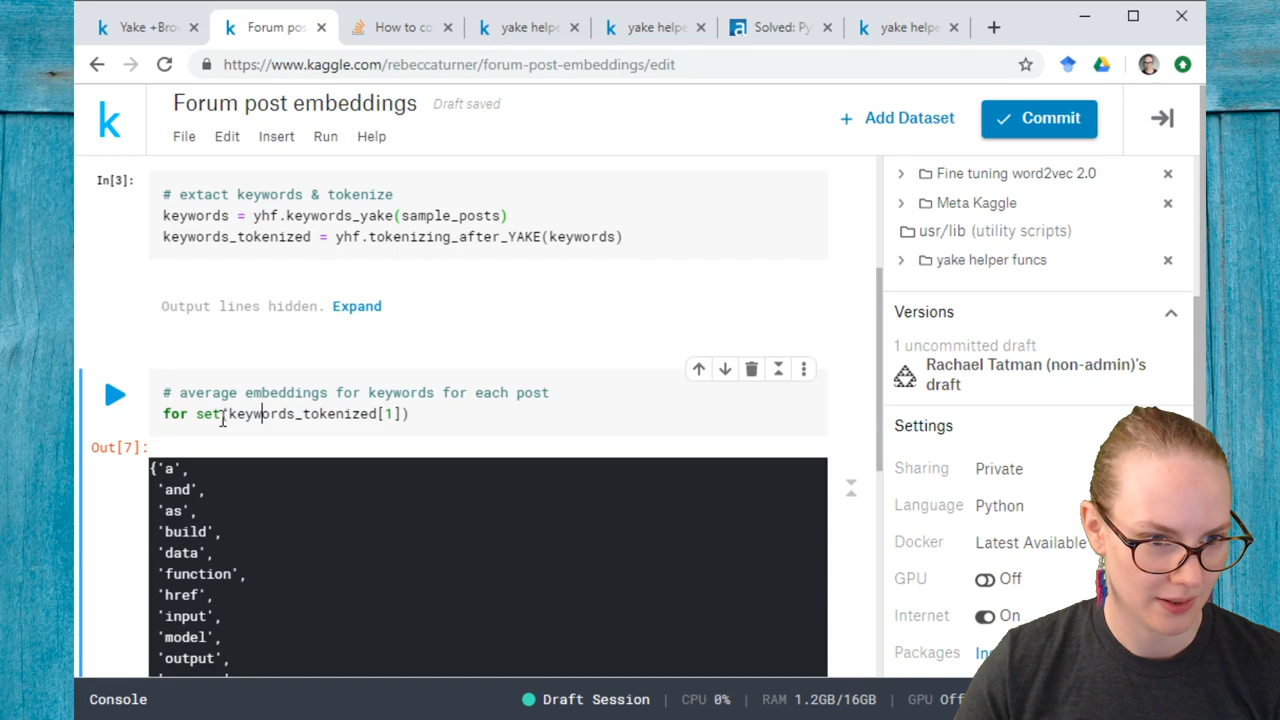 Yake +Brow
Forum pos
How to co
yake helpe
yake helpe
Solved: Py
yake helpe
https://www.kaggle.com/rebeccaturner/forum-post-embeddings/edit
Forum post embeddings
Draft saved
File Edit Insert Run Help
+ Add Dataset
Commit
In[3]:
# extact keywords & tokenize
keywords = yhf.keywords_yake(sample_posts)
keywords_tokenized = yhf.tokenizing_after_YAKE(keywords)
Output lines hidden. Expand
# average embeddings for keywords for each post
for set(keywords_tokenized[1])
Out[7]:
{'a',
'and',
'as',
'build',
'data',
'function',
'href',
'input',
'model',
'output',
Fine tuning word2vec 2.0
Meta Kaggle
usr/lib (utility scripts)
yake helper funcs
Versions
1 uncommitted draft
Rachael Tatman (non-admin)'s
draft
Settings
Sharing Private
Language Python
Docker Latest Available
GPU Off
Internet On
Packages In
Console
Draft Session | CPU 0% | RAM 1.2GB/16GB | GPU Off